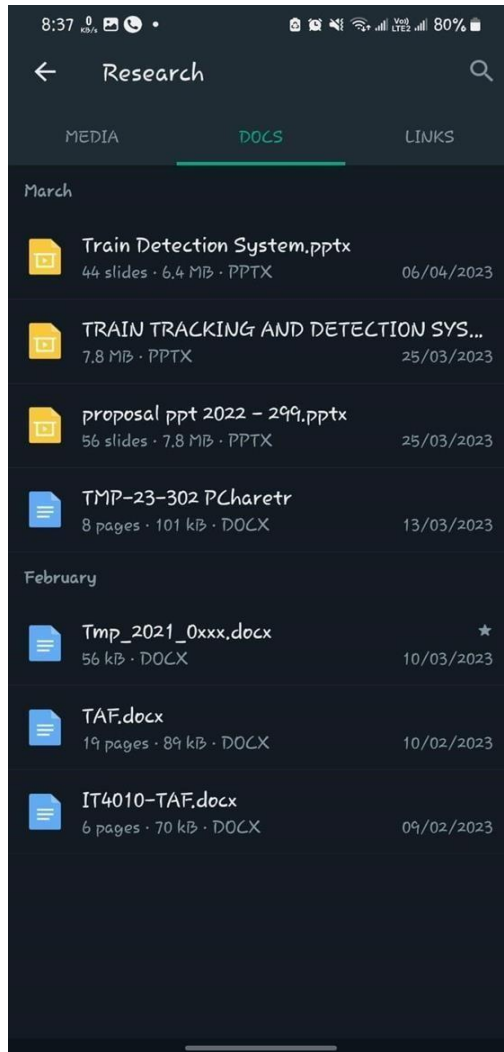 8:37 0 KB/s Vo)) LTE2 80%
Research
MEDIA DOCS LINKS
March
Train Detection System.pptx
44 slides · 6.4 MB · PPTX 06/04/2023
TRAIN TRACKING AND DETECTION SYS...
7.8 MB · PPTX 25/03/2023
proposal ppt 2022 - 299.pptx
56 slides · 7.8 MB · PPTX 25/03/2023
TMP-23-302 PCharetr
8 pages · 101 kB · DOCX 13/03/2023
February
Tmp_2021_0xxx.docx
56 kB · DOCX 10/03/2023
TAF.docx
19 pages · 89 kB · DOCX 10/02/2023
IT4010-TAF.docx
6 pages · 70 kB · DOCX 09/02/2023